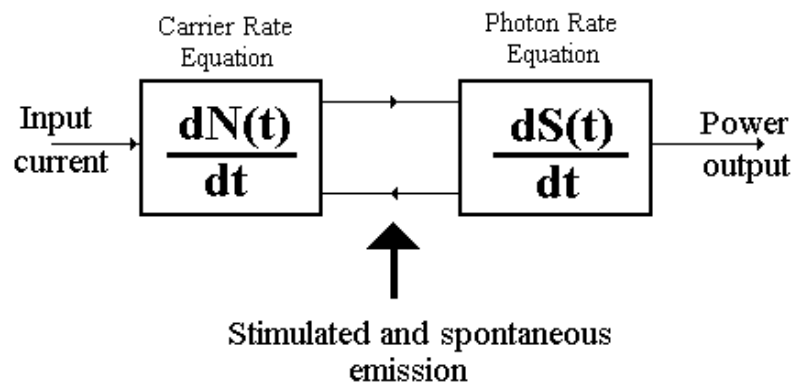 Carrier Rate
Equation
Photon Rate
Equation
Input
current
dN(t)
dt
dS(t)
dt
Power
output
Stimulated and spontaneous
emission